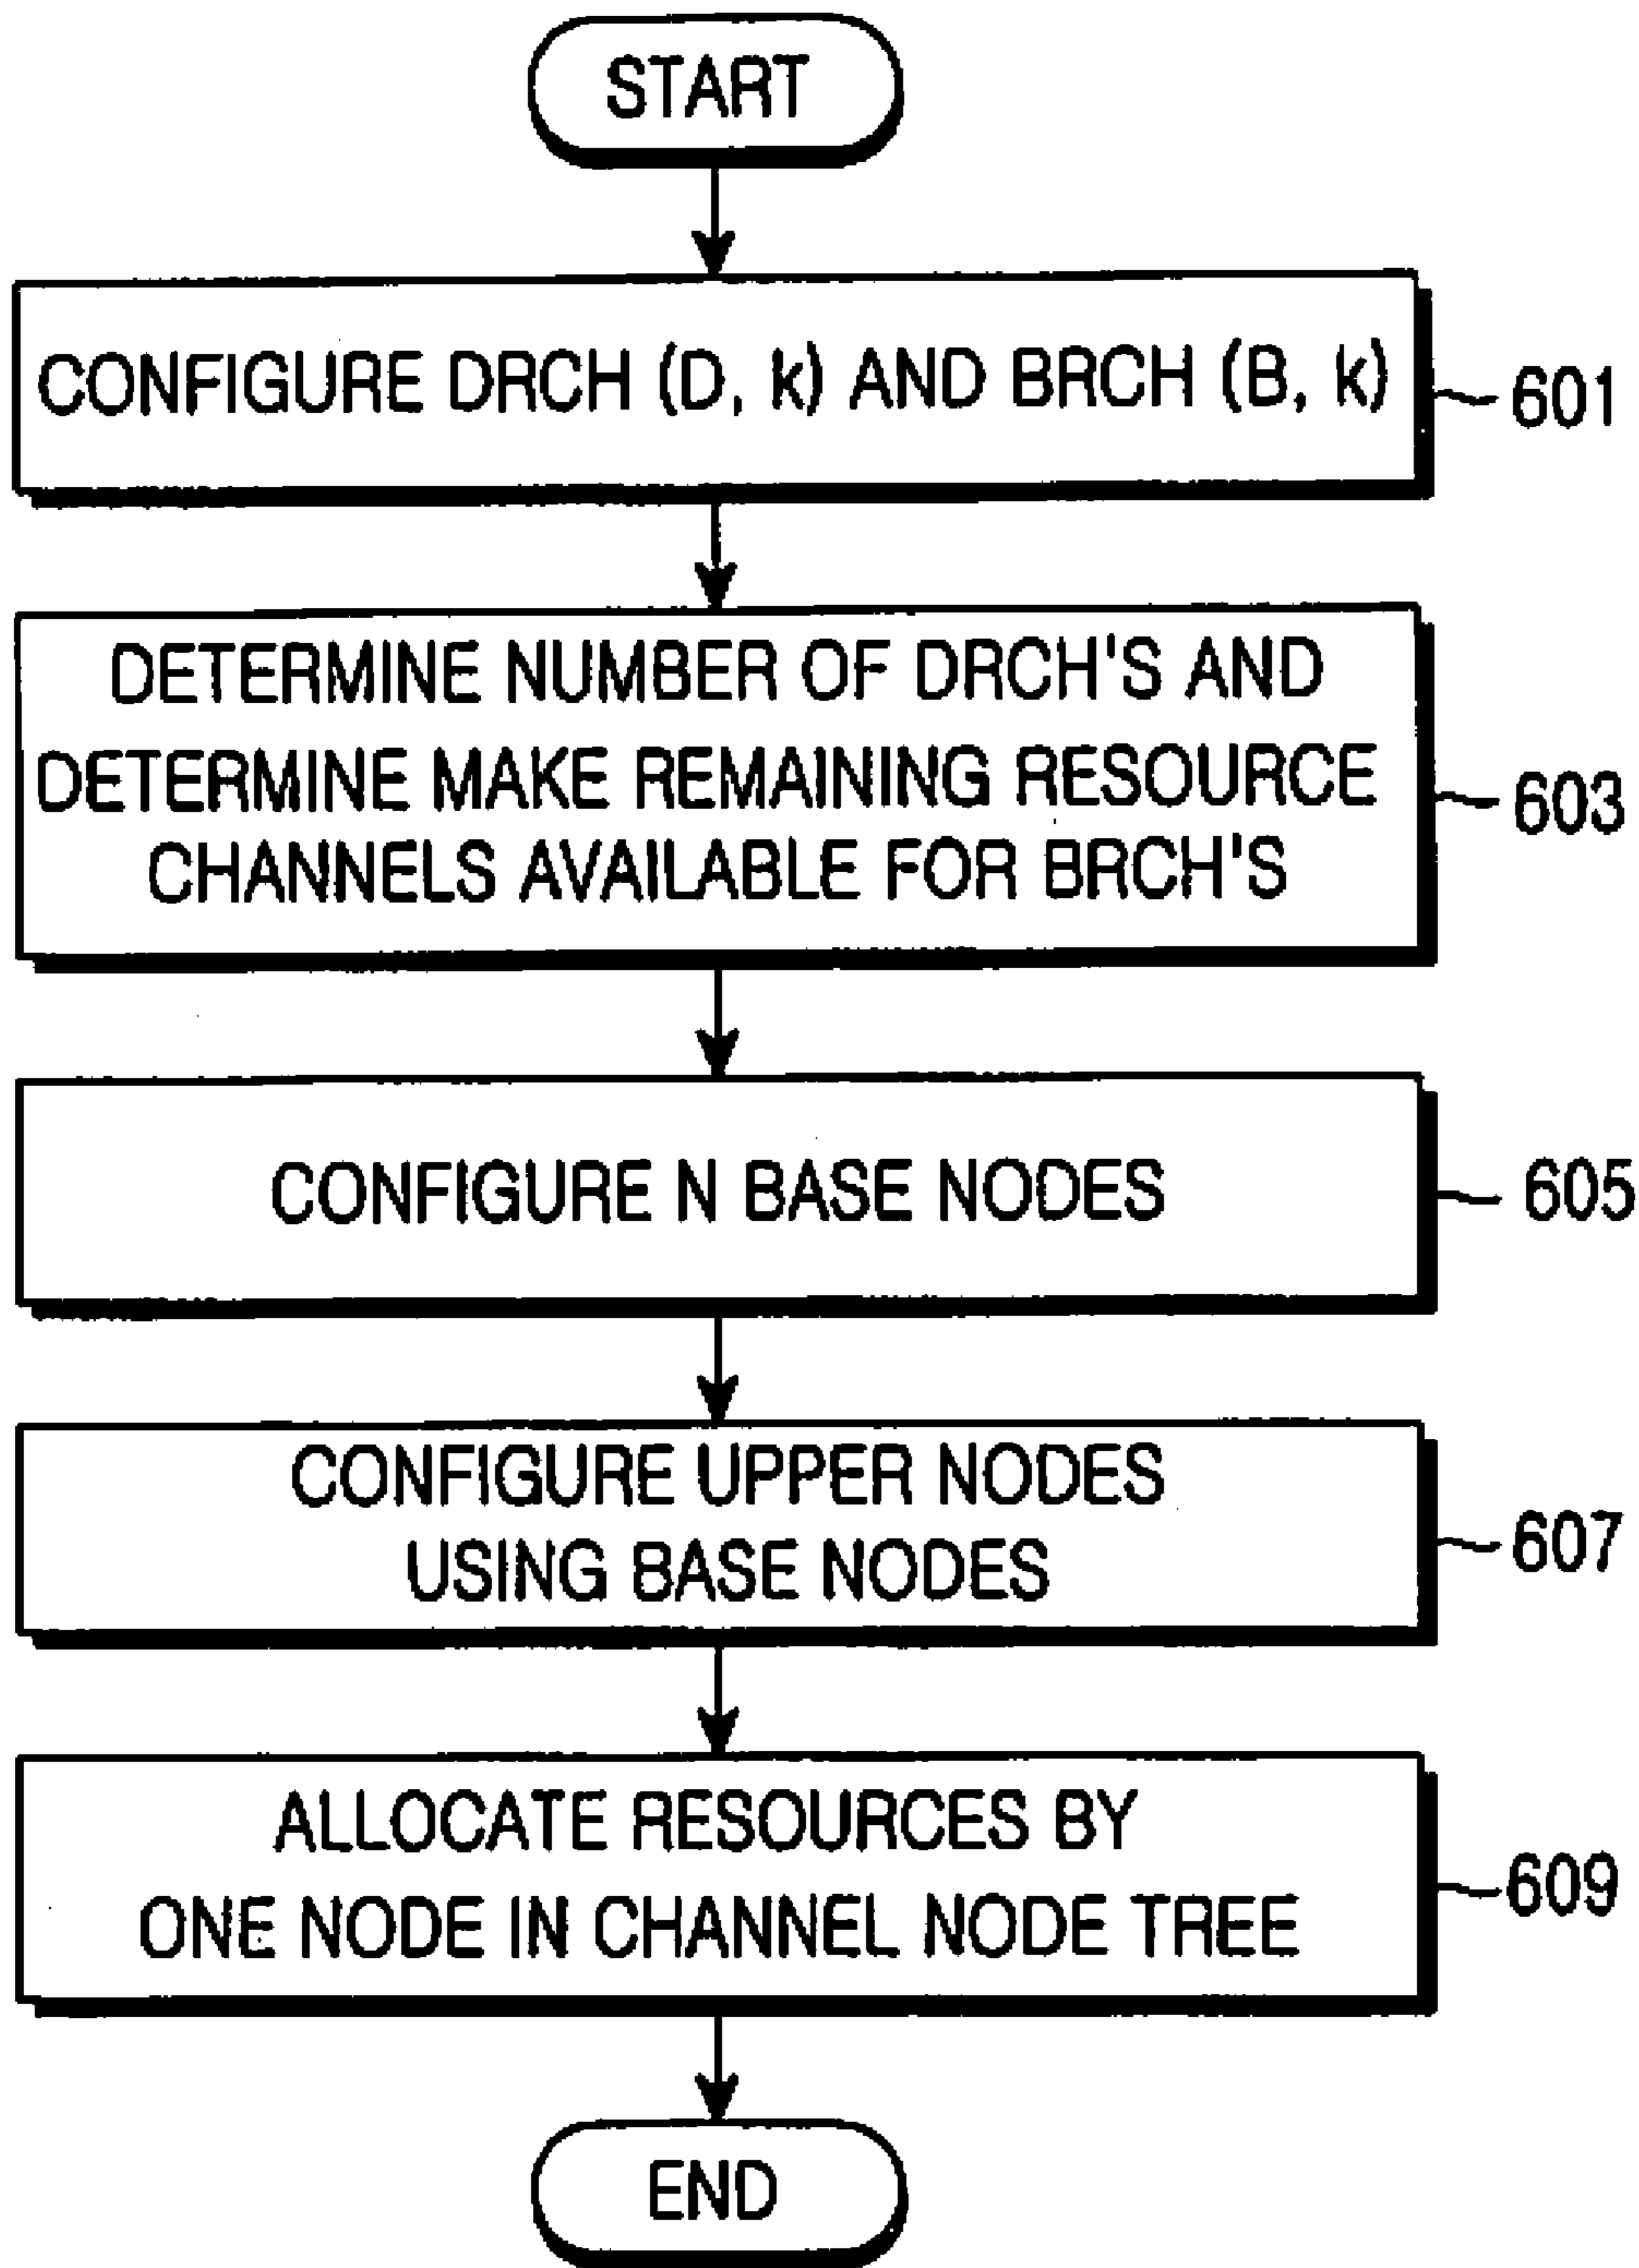 START
CONFIGURE DRCH (D, k) AND BRCH (B, k)
601
DETERMINE NUMBER OF DRCH'S AND
DETERMINE MAKE REMAINING RESOURCE
CHANNELS AVAILABLE FOR BRCH'S
603
CONFIGURE N BASE NODES
605
CONFIGURE UPPER NODES
USING BASE NODES
607
ALLOCATE RESOURCES BY
ONE NODE IN CHANNEL NODE TREE
609
END